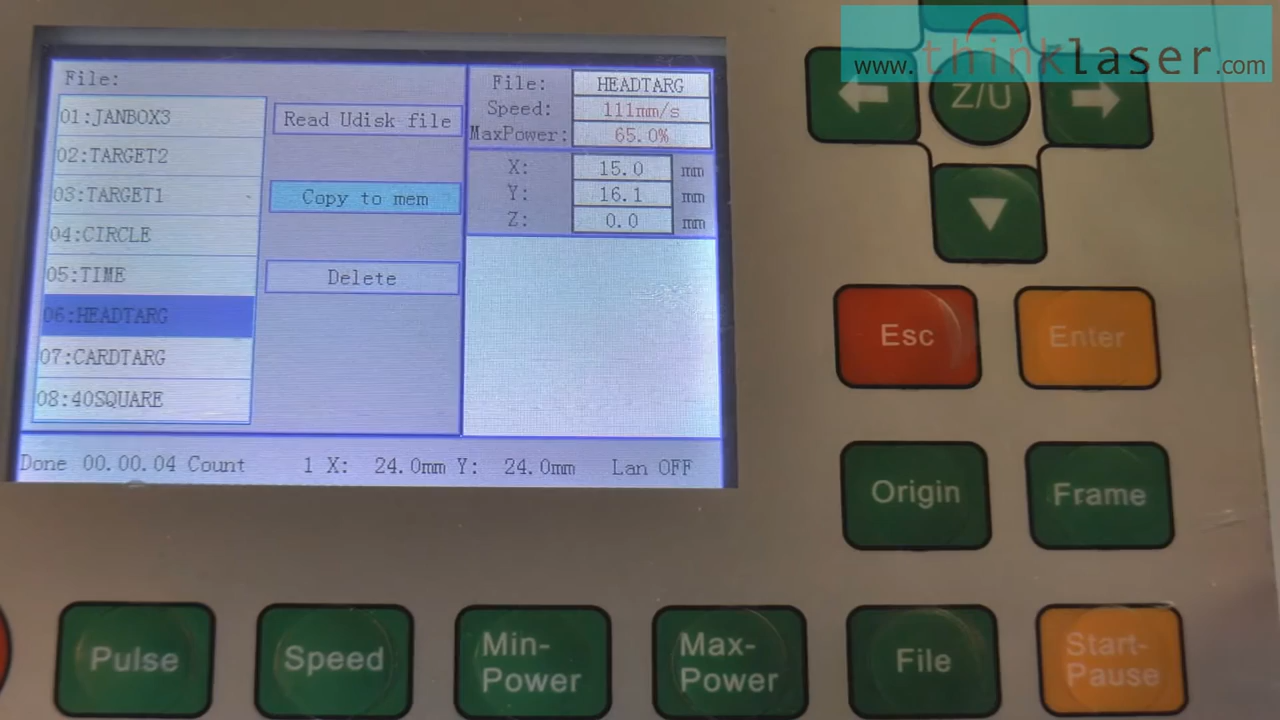 www.thinklaser.com
File:
01:JANBOX3
02:TARGET2
03:TARGET1
04:CIRCLE
05:TIME
06:HEADTARG
07:CARDTARG
08:40SQUARE
Read Udisk file
Copy to mem
Delete
File: HEADTARG
Speed: 111mm/s
MaxPower: 65.0%
X: 15.0 mm
Y: 16.1 mm
Z: 0.0 mm
Done 00.00.04 Count 1 X: 24.0mm Y: 24.0mm Lan OFF
Z/U
Esc
Enter
Origin
Frame
Pulse
Speed
Min-
Power
Max-
Power
File
Start-
Pause